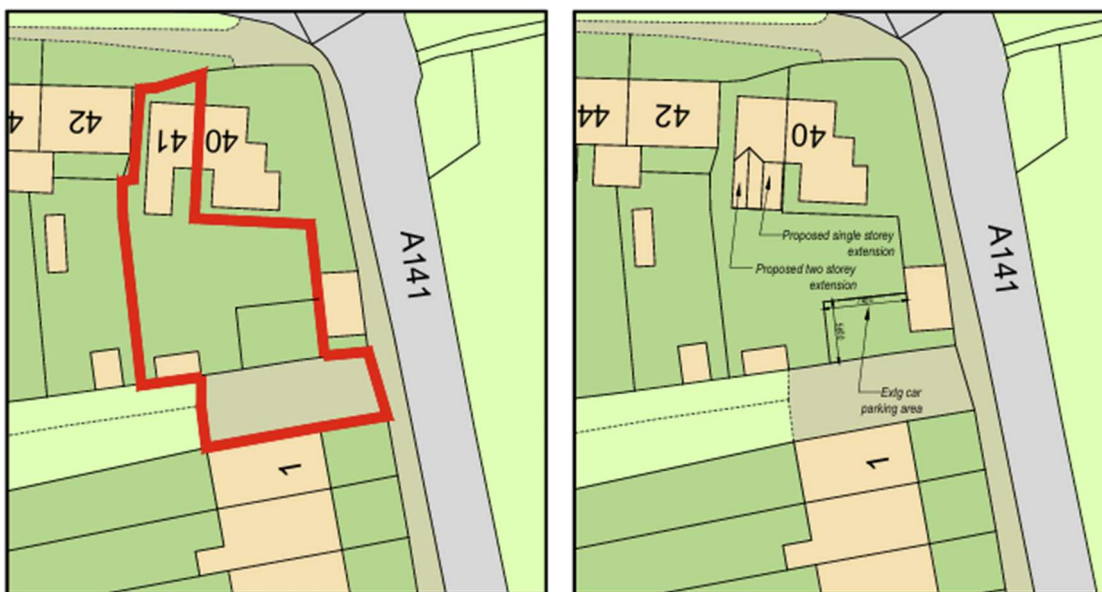 4
42
41
40
A141
1
44
42
40
A141
Proposed single storey
extension
Proposed two storey
extension
Extg car
parking area
1